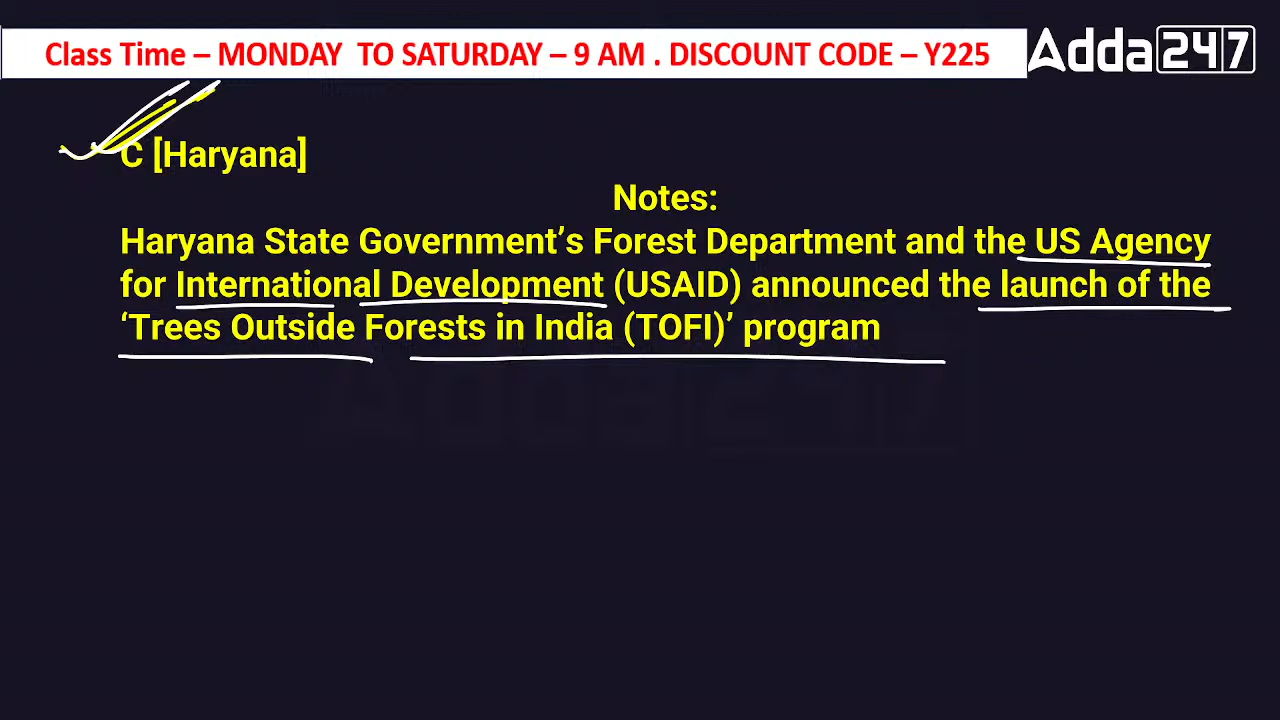 Class Time – MONDAY TO SATURDAY – 9 AM . DISCOUNT CODE – Y225
Adda247
C [Haryana]
Notes:
Haryana State Government’s Forest Department and the US Agency
for International Development (USAID) announced the launch of the
‘Trees Outside Forests in India (TOFI)’ program
Adda247